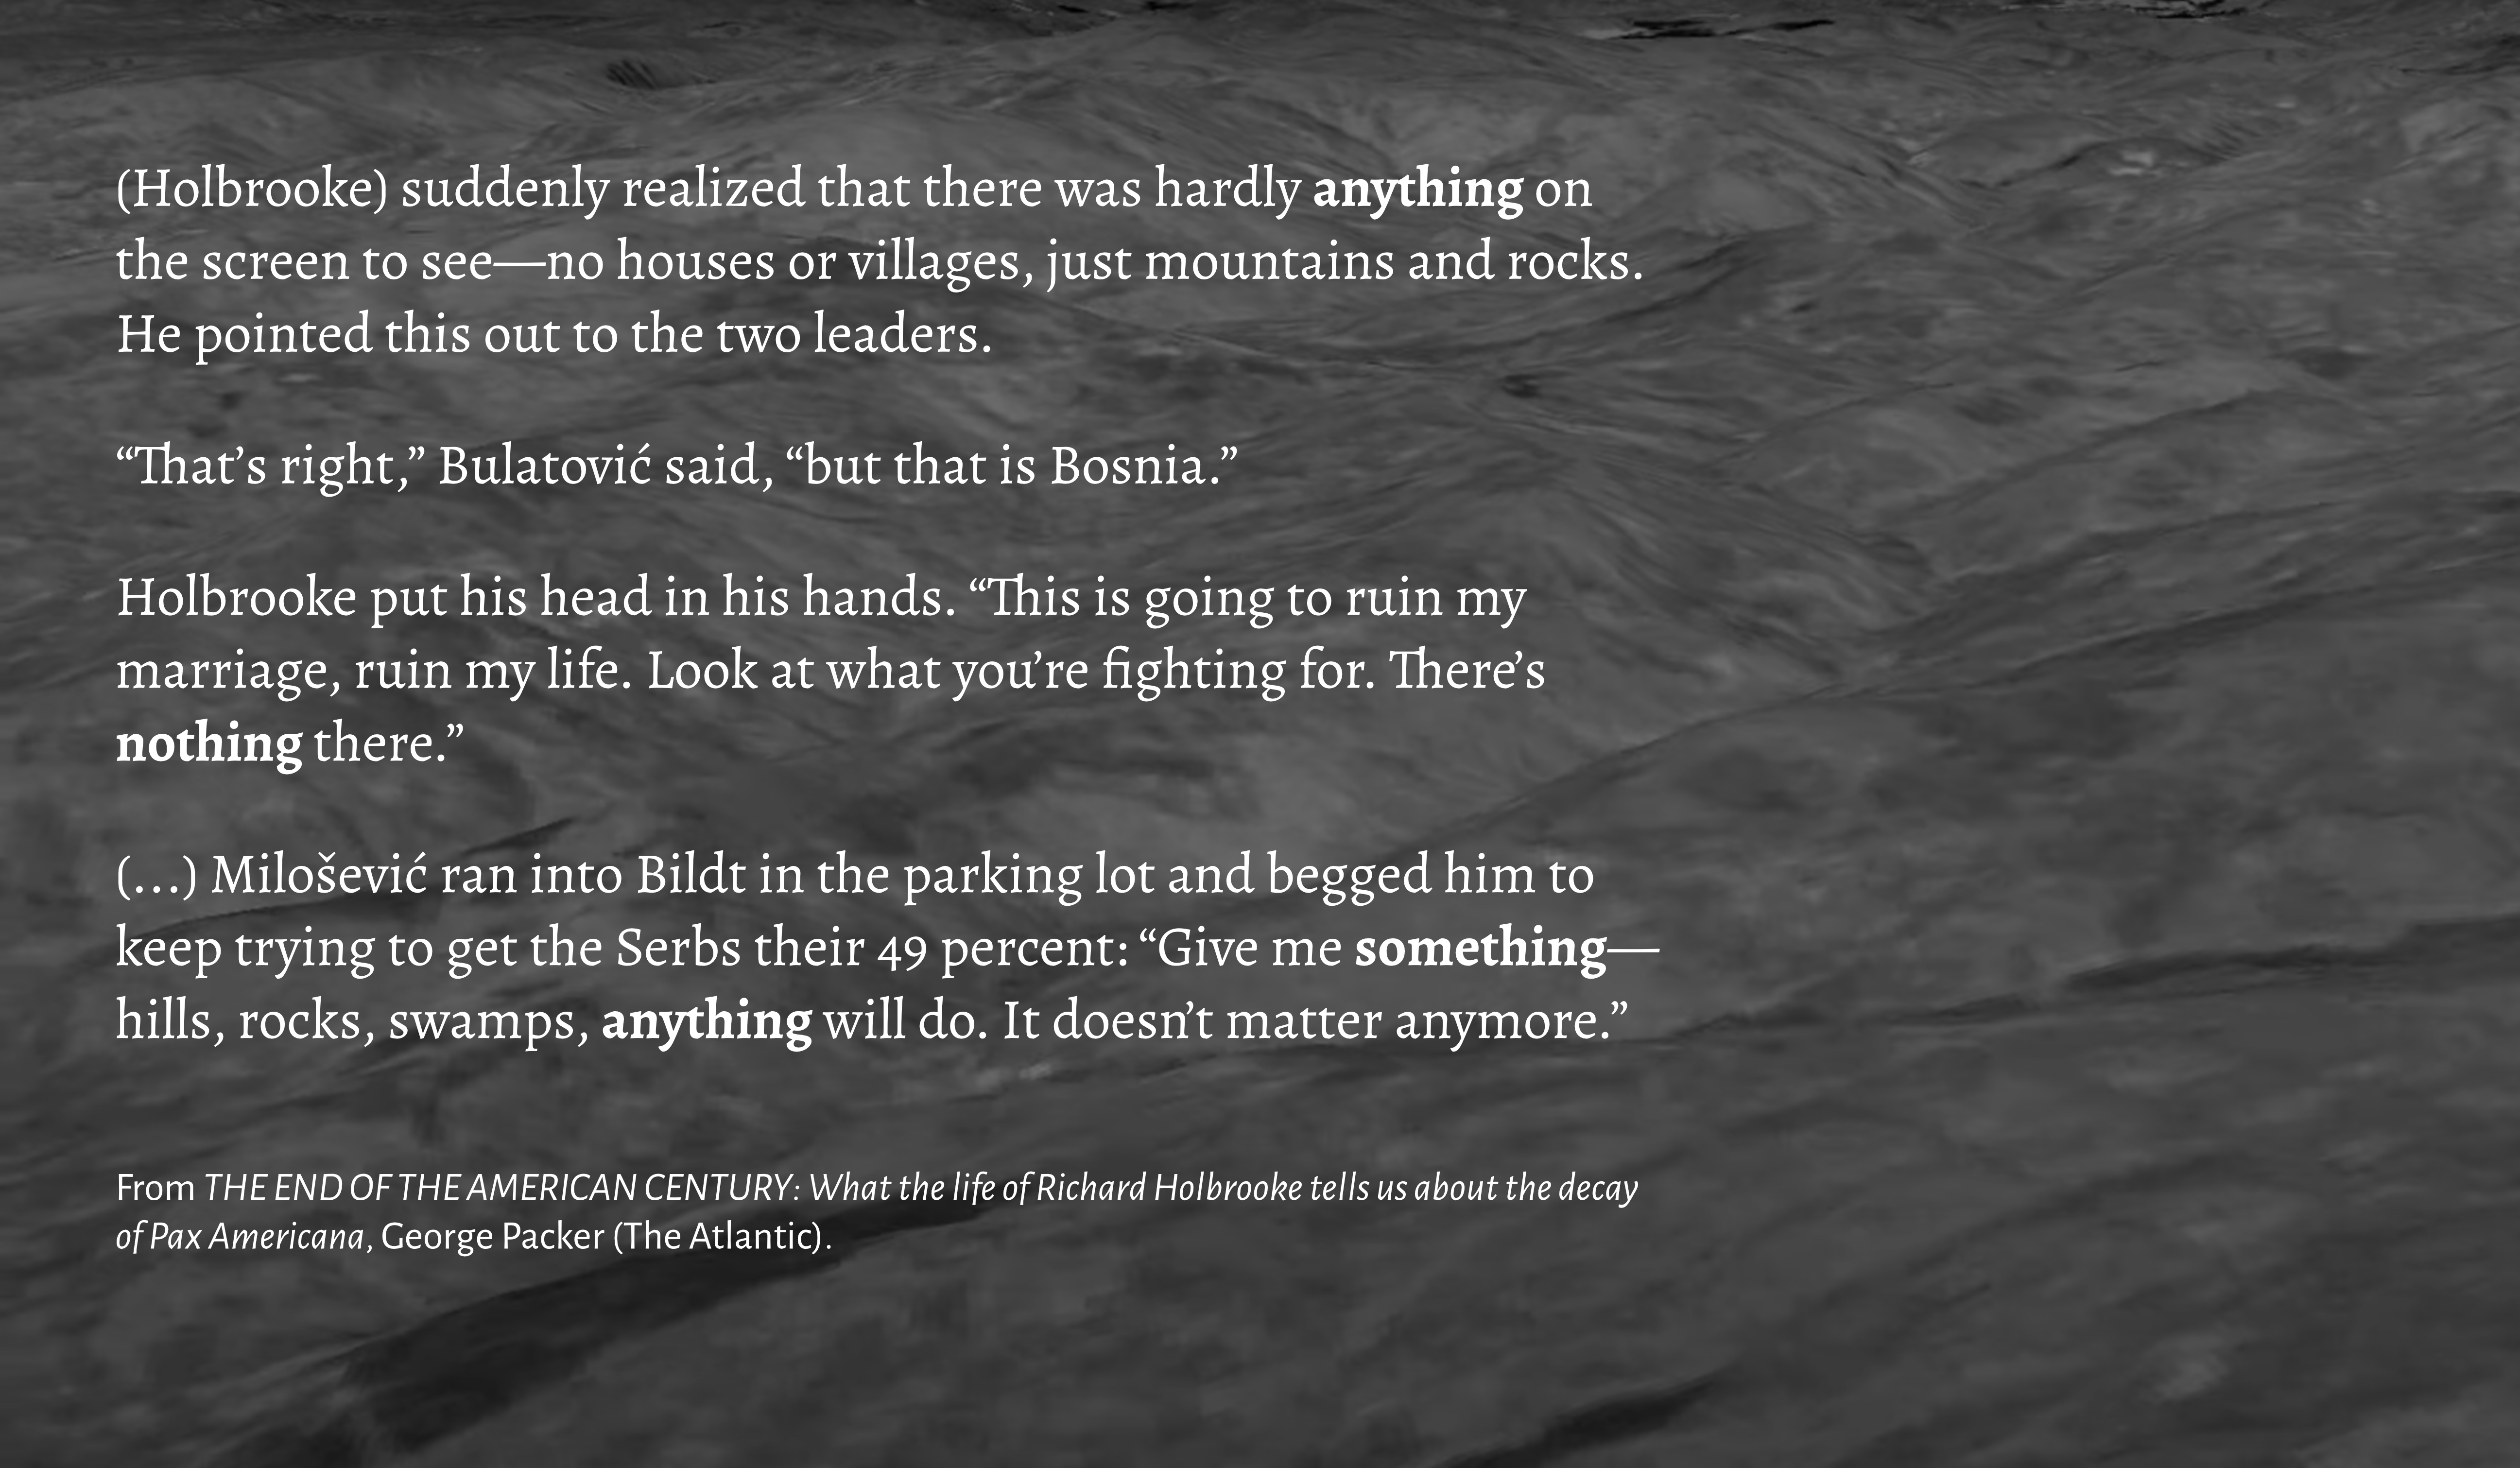 (Holbrooke) suddenly realized that there was hardly anything on
the screen to see—no houses or villages, just mountains and rocks.
He pointed this out to the two leaders.
“That’s right,” Bulatović said, “but that is Bosnia.”
Holbrooke put his head in his hands. “This is going to ruin my
marriage, ruin my life. Look at what you’re fighting for. There’s
nothing there.”
(…) Milošević ran into Bildt in the parking lot and begged him to
keep trying to get the Serbs their 49 percent: “Give me something—
hills, rocks, swamps, anything will do. It doesn’t matter anymore.”
From THE END OF THE AMERICAN CENTURY: What the life of Richard Holbrooke tells us about the decay
of Pax Americana, George Packer (The Atlantic).